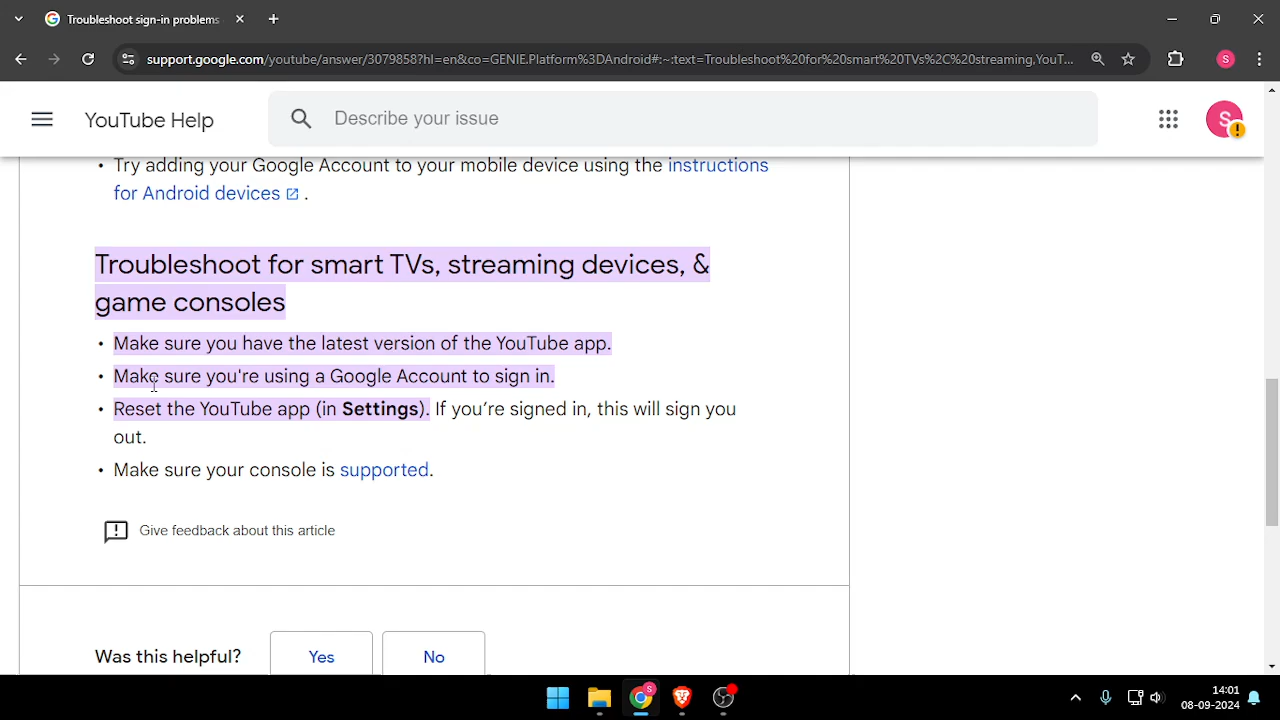 Troubleshoot sign-in problems
support.google.com/youtube/answer/3079858?hl=en&co=GENIE.Platform%3DAndroid#:~:text=Troubleshoot%20for%20smart%20TVs%2C%20streaming,YouT...
S
YouTube Help
Describe your issue
S
• Try adding your Google Account to your mobile device using the instructions
for Android devices .
Troubleshoot for smart TVs, streaming devices, &
game consoles
• Make sure you have the latest version of the YouTube app.
• Make sure you're using a Google Account to sign in.
• Reset the YouTube app (in Settings). If you’re signed in, this will sign you
out.
• Make sure your console is supported.
Give feedback about this article
Was this helpful?
Yes
No
S
14:01
08-09-2024